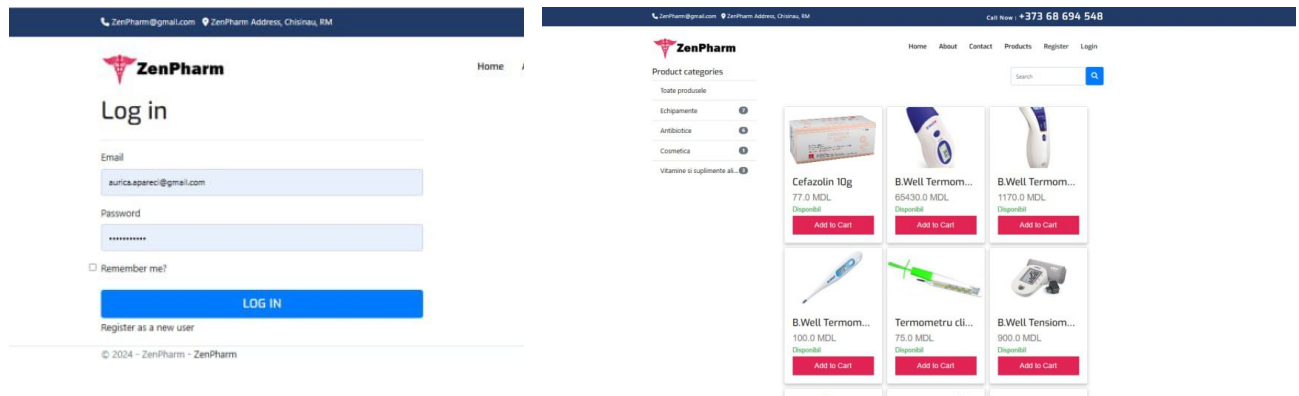 ZenPharm@gmail.com ZenPharm Address, Chisinau, RM
ZenPharm
Home
Log in
Email
aurica.apareci@gmail.com
Password
Remember me?
LOG IN
Register as a new user
© 2024 - ZenPharm - ZenPharm
ZenPharm@gmail.com ZenPharm Address, Chisinau, RM Call Now : +373 68 694 548
ZenPharm
Home About Contact Products Register Login
Product categories
Search
Toate produsele
Echipamente 7
Antibiotice
Cosmetica
Vitamine si suplimente ali...
Cefazolin 10g B.Well Termom... B.Well Termom...
77.0 MDL 65430.0 MDL 1170.0 MDL
Disponibil Disponibil Disponibil
Add to Cart Add to Cart Add to Cart
B.Well Termom... Termometru cli... B.Well Tensiom...
100.0 MDL 75.0 MDL 900.0 MDL
Disponibil Disponibil Disponibil
Add to Cart Add to Cart Add to Cart